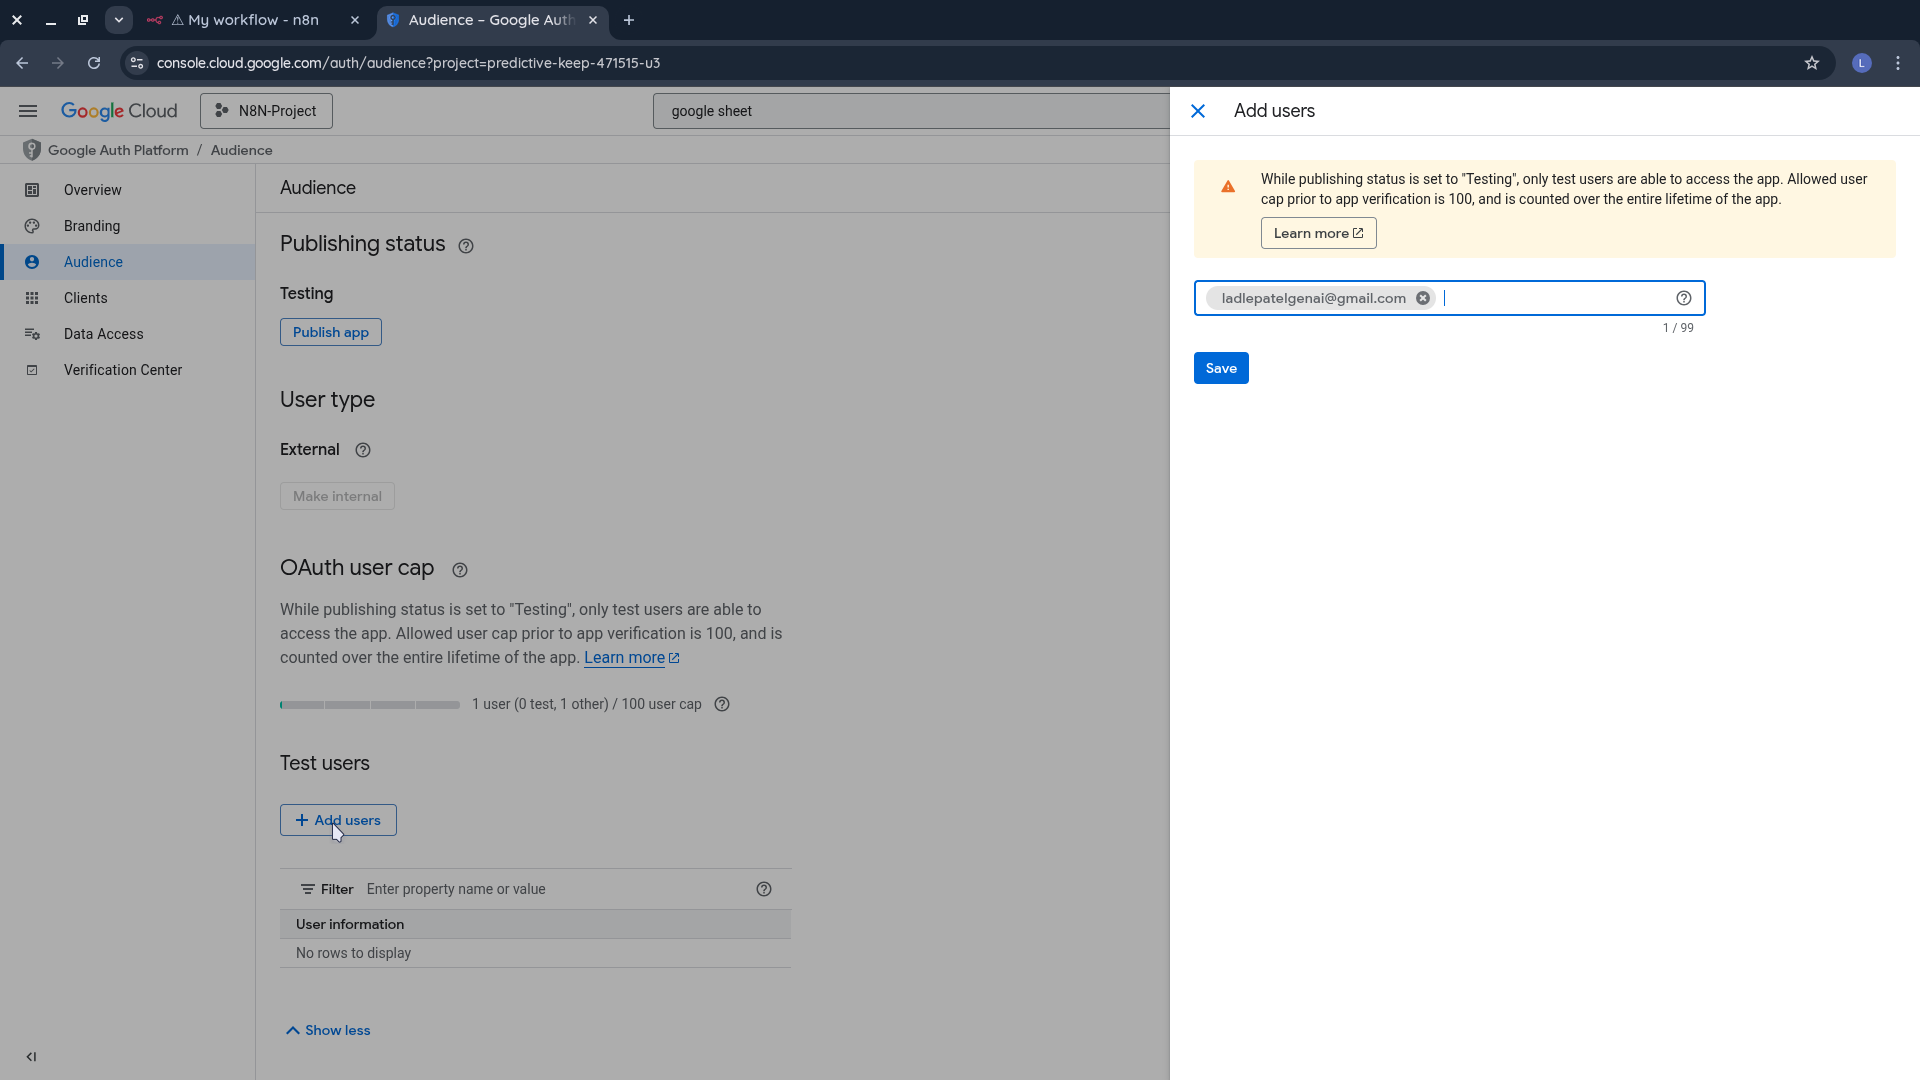 ⚠ My workflow - n8n
Audience – Google Auth
console.cloud.google.com/auth/audience?project=predictive-keep-471515-u3
L
Google Cloud
N8N-Project
google sheet
Google Auth Platform / Audience
Overview
Branding
Audience
Clients
Data Access
Verification Center
Audience
Publishing status
Testing
Publish app
User type
External
Make internal
OAuth user cap
While publishing status is set to "Testing", only test users are able to
access the app. Allowed user cap prior to app verification is 100, and is
counted over the entire lifetime of the app. Learn more
1 user (0 test, 1 other) / 100 user cap
Test users
+ Add users
Filter Enter property name or value
User information
No rows to display
Show less
Add users
While publishing status is set to "Testing", only test users are able to access the app. Allowed user
cap prior to app verification is 100, and is counted over the entire lifetime of the app.
Learn more
ladlepatelgenai@gmail.com
1 / 99
Save